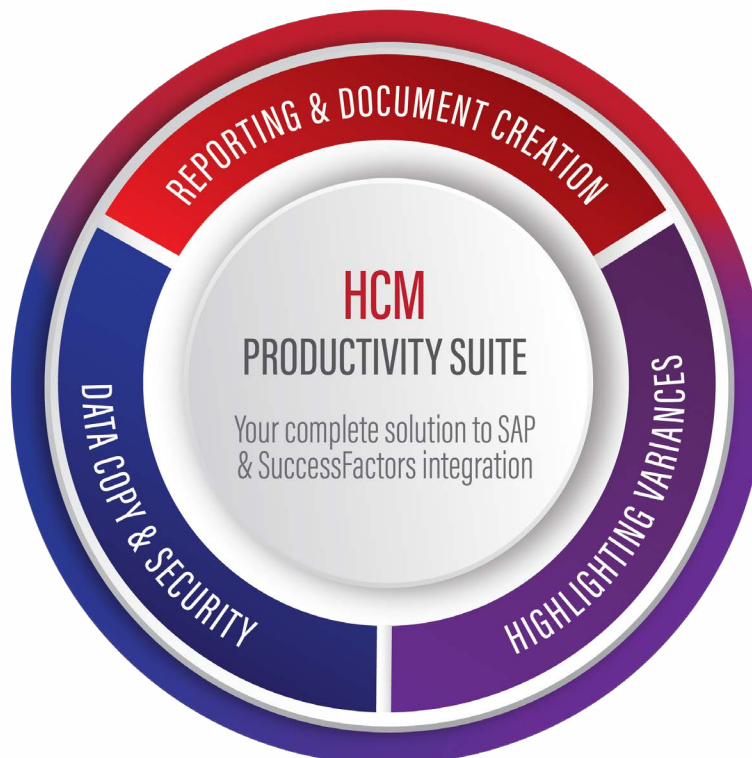 REPORTING & DOCUMENT CREATION
HCM
PRODUCTIVITY SUITE
Your complete solution to SAP
& SuccessFactors integration
DATA COPY & SECURITY
HIGHLIGHTING VARIANCES